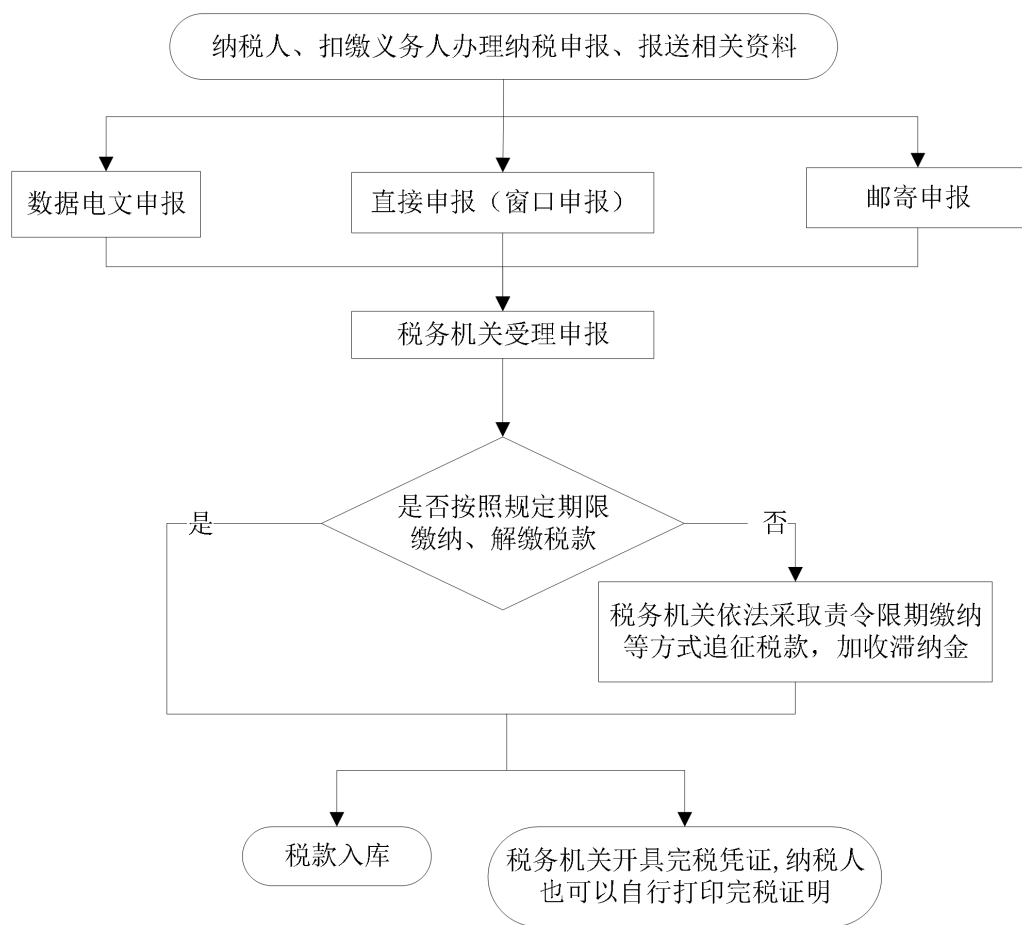 纳税人、扣缴义务人办理纳税申报、报送相关资料
数据电文申报
直接申报（窗口申报）
邮寄申报
税务机关受理申报
是否按照规定期限
缴纳、解缴税款
是
否
税务机关依法采取责令限期缴纳
等方式追征税款，加收滞纳金
税款入库
税务机关开具完税凭证,纳税人
也可以自行打印完税证明